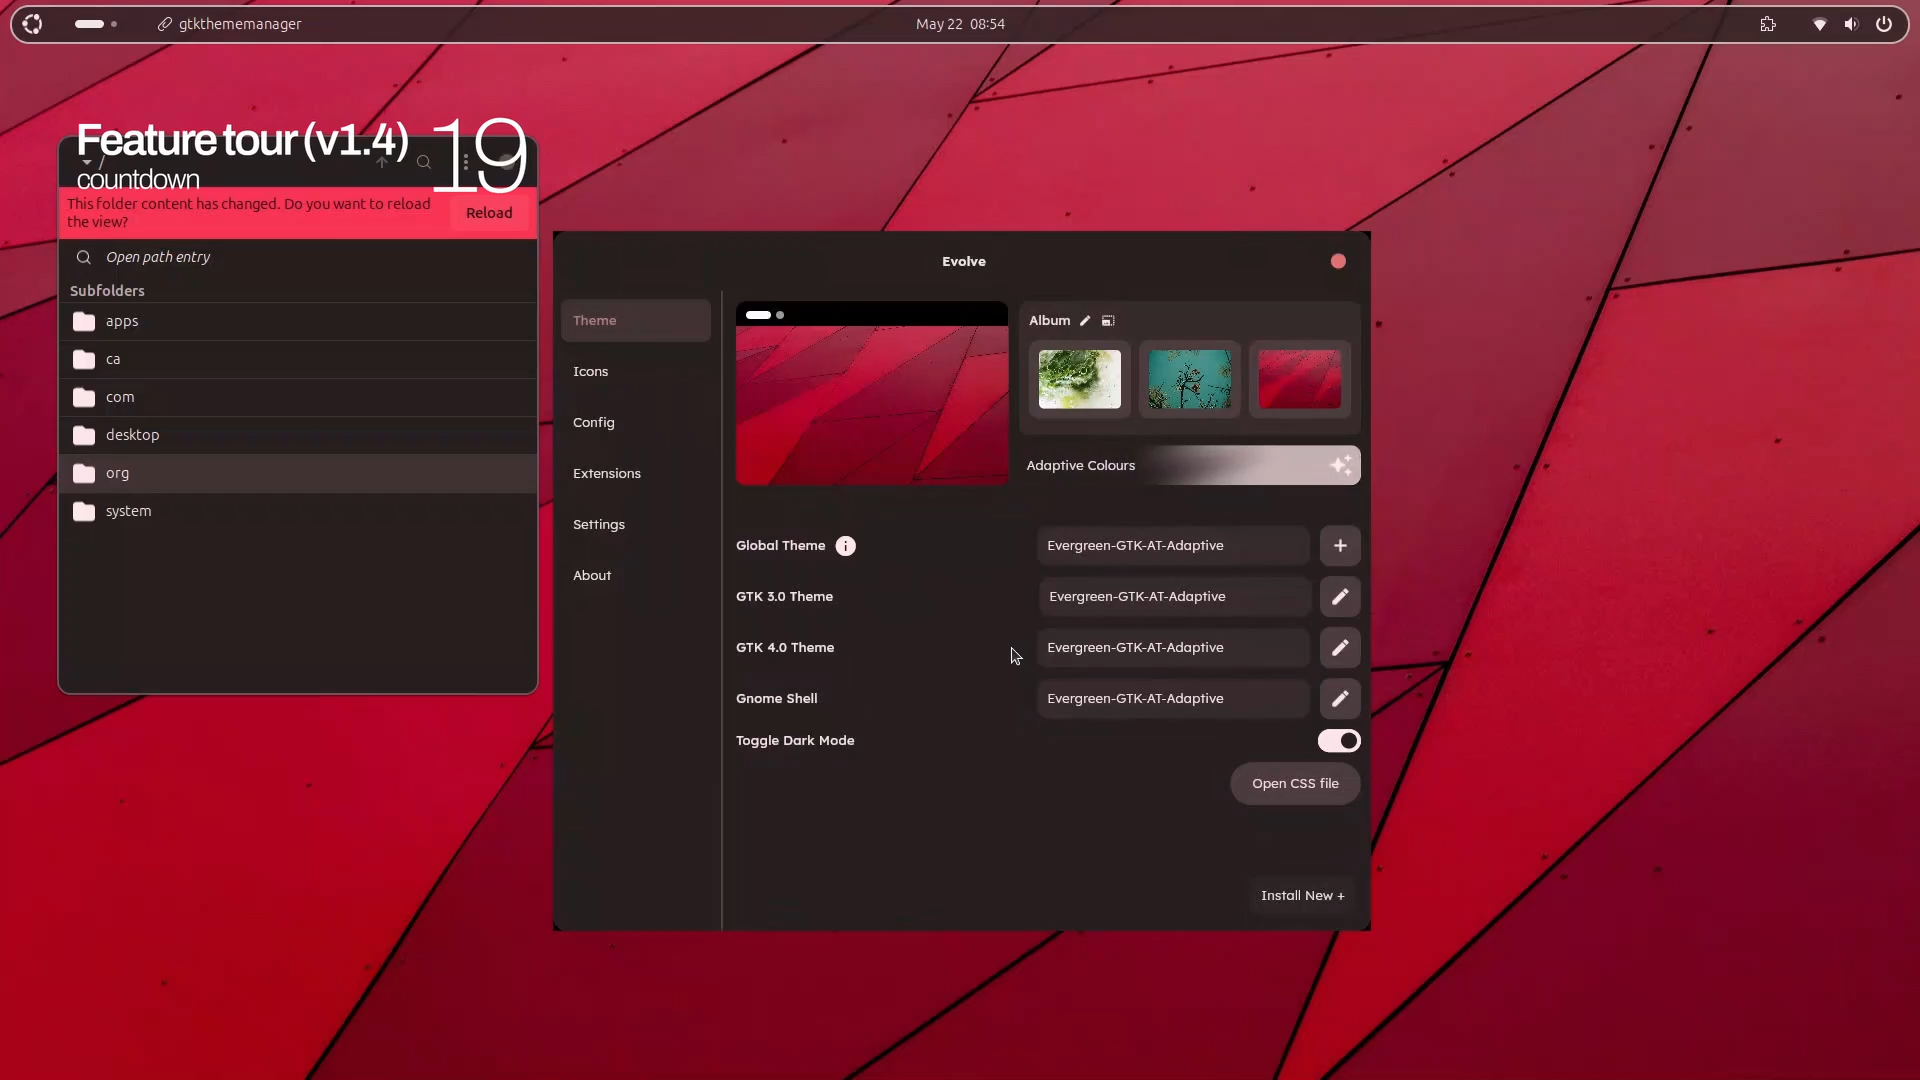 gtkthememanager
May 22  08:54
Feature tour (v1.4)
countdown
19
/
This folder content has changed. Do you want to reload
the view?
Reload
Open path entry
Subfolders
apps
ca
com
desktop
org
system
Evolve
Theme
Icons
Config
Extensions
Settings
About
Album
Adaptive Colours
Global Theme
Evergreen-GTK-AT-Adaptive
GTK 3.0 Theme
Evergreen-GTK-AT-Adaptive
GTK 4.0 Theme
Evergreen-GTK-AT-Adaptive
Gnome Shell
Evergreen-GTK-AT-Adaptive
Toggle Dark Mode
Open CSS file
Install New +